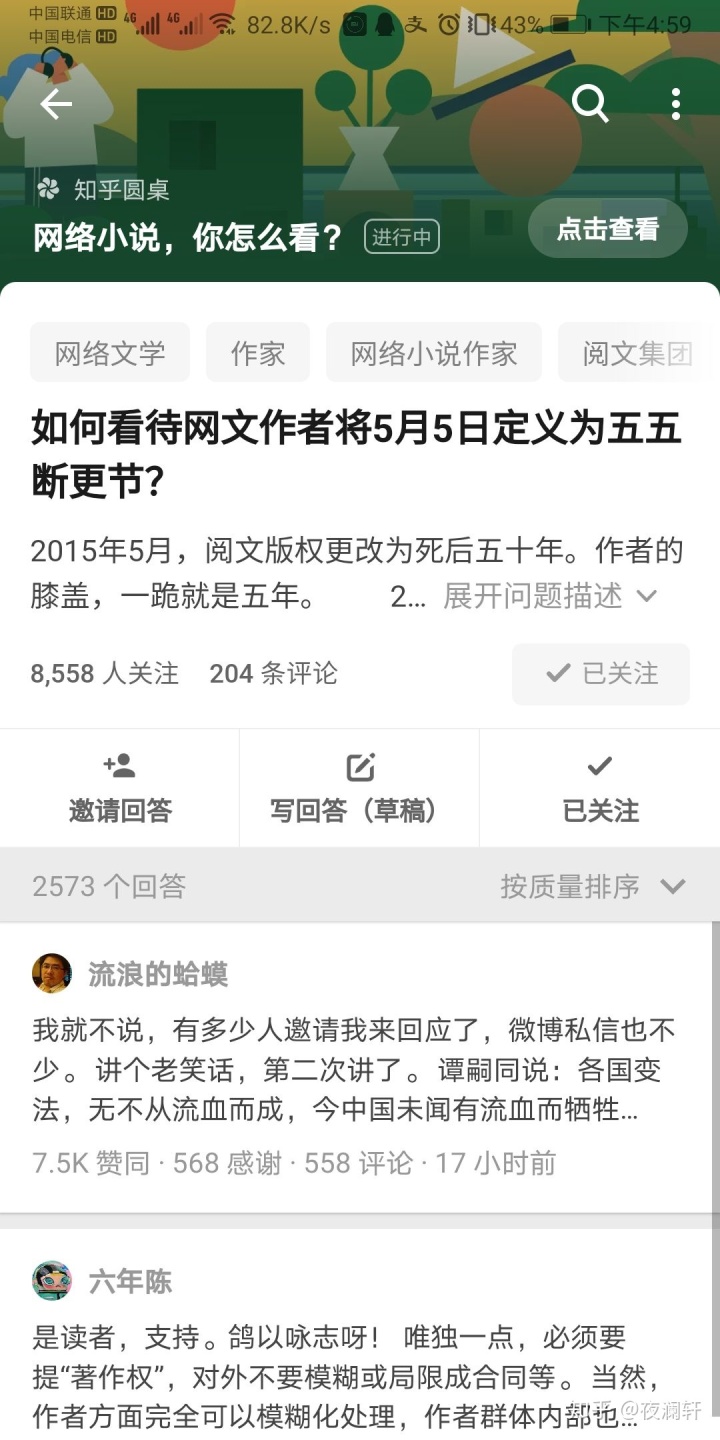 中国联通 HD 4G 4G 82.8K/s 支 43% 下午4:59
中国电信 HD
知乎圆桌
网络小说，你怎么看？ 进行中 点击查看
网络文学 作家 网络小说作家 阅文集团
如何看待网文作者将5月5日定义为五五
断更节？
2015年5月，阅文版权更改为死后五十年。作者的
膝盖，一跪就是五年。 2... 展开问题描述
8,558 人关注 204 条评论 已关注
邀请回答 写回答（草稿） 已关注
2573 个回答 按质量排序
流浪的蛤蟆
我就不说，有多少人邀请我来回应了，微博私信也不
少。讲个老笑话，第二次讲了。谭嗣同说：各国变
法，无不从流血而成，今中国未闻有流血而牺牲...
7.5K 赞同 · 568 感谢 · 558 评论 · 17 小时前
六年陈
是读者，支持。鸽以咏志呀！ 唯独一点，必须要
提“著作权”，对外不要模糊或局限成合同等。当然，
作者方面完全可以模糊化处理，作者群体内部也...
知乎 @夜澜轩